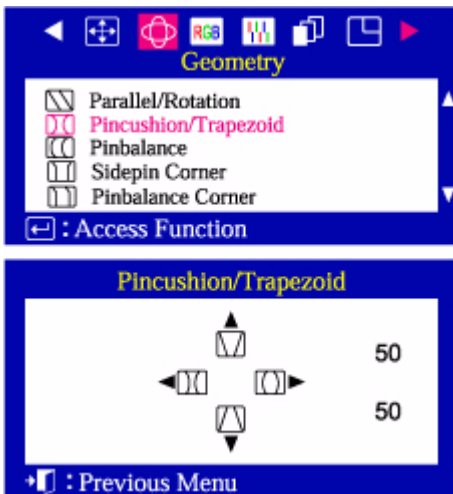 RGB
Geometry
Parallel/Rotation
Pincushion/Trapezoid
Pinbalance
Sidepin Corner
Pinbalance Corner
: Access Function
Pincushion/Trapezoid
50
50
: Previous Menu